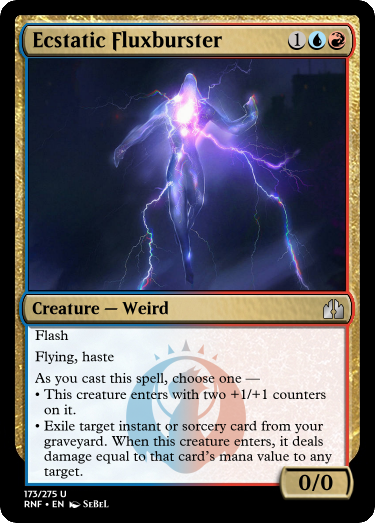 Ecstatic Fluxburster 1
Creature — Weird
Flash
Flying, haste
As you cast this spell, choose one —
• This creature enters with two +1/+1 counters
on it.
• Exile target instant or sorcery card from your
graveyard. When this creature enters, it deals
damage equal to that card's mana value to any
target.
0/0
173/275 U
RNF • EN SeBeL